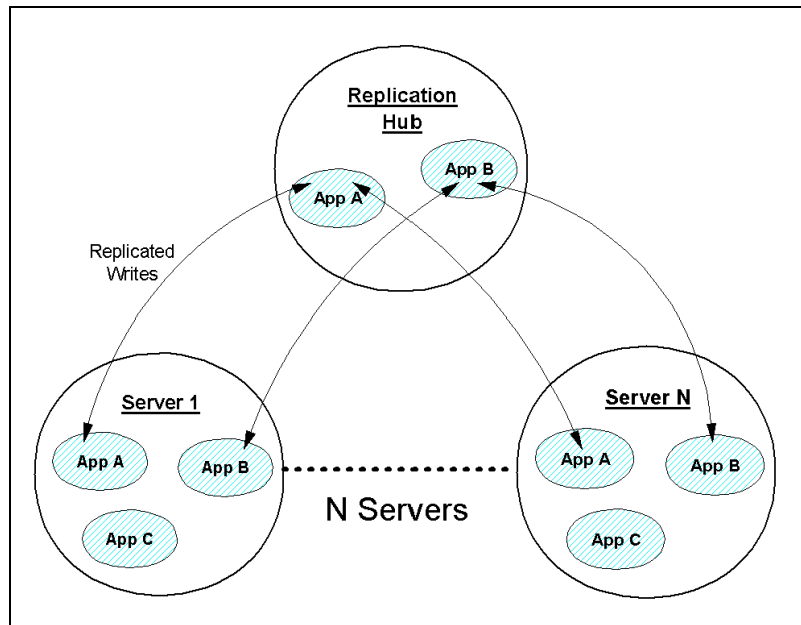 Replication
Hub
App B
App A
Replicated
Writes
Server 1
App A
App B
App C
N Servers
Server N
App A
App B
App C